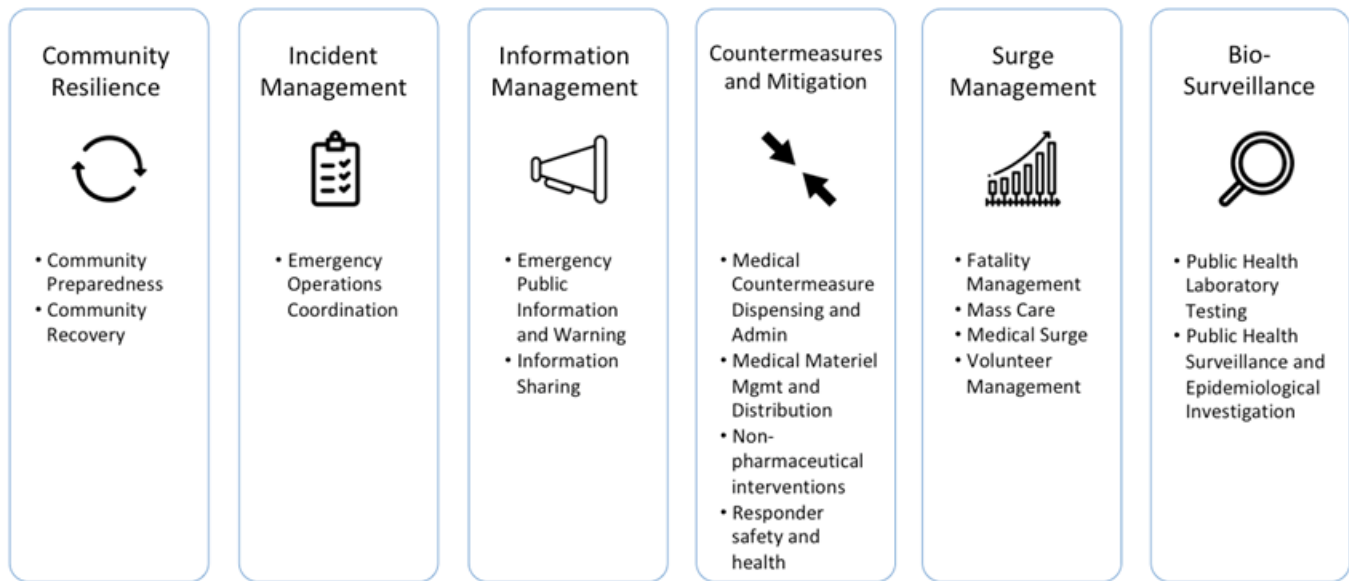 Community
Resilience
• Community
Preparedness
• Community
Recovery
Incident
Management
• Emergency
Operations
Coordination
Information
Management
• Emergency
Public
Information
and Warning
• Information
Sharing
Countermeasures
and Mitigation
• Medical
Countermeasure
Dispensing and
Admin
• Medical Materiel
Mgmt and
Distribution
• Non-
pharmaceutical
interventions
• Responder
safety and
health
Surge
Management
• Fatality
Management
• Mass Care
• Medical Surge
• Volunteer
Management
Bio-
Surveillance
• Public Health
Laboratory
Testing
• Public Health
Surveillance and
Epidemiological
Investigation